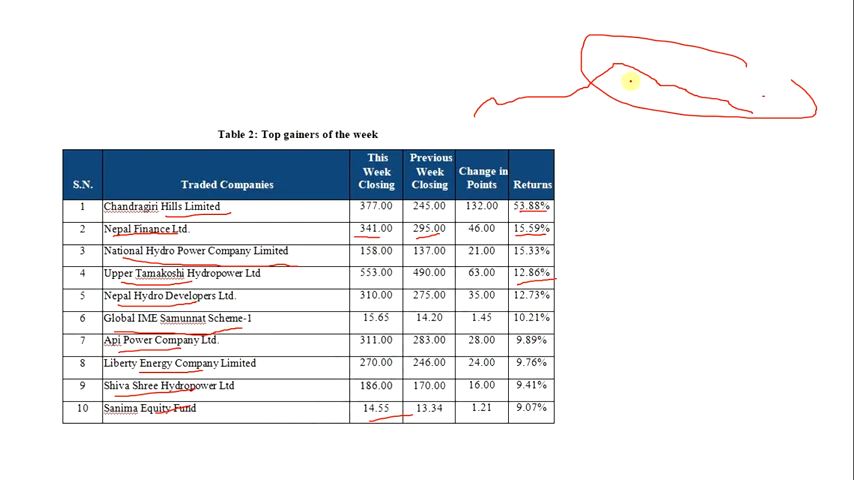 Table 2: Top gainers of the week
S.N. Traded Companies This Week Closing Previous Week Closing Change in Points Returns
1 Chandragiri Hills Limited 377.00 245.00 132.00 53.88%
2 Nepal Finance Ltd. 341.00 295.00 46.00 15.59%
3 National Hydro Power Company Limited 158.00 137.00 21.00 15.33%
4 Upper Tamakoshi Hydropower Ltd 553.00 490.00 63.00 12.86%
5 Nepal Hydro Developers Ltd. 310.00 275.00 35.00 12.73%
6 Global IME Samunnat Scheme-1 15.65 14.20 1.45 10.21%
7 Api Power Company Ltd. 311.00 283.00 28.00 9.89%
8 Liberty Energy Company Limited 270.00 246.00 24.00 9.76%
9 Shiva Shree Hydropower Ltd 186.00 170.00 16.00 9.41%
10 Sanima Equity Fund 14.55 13.34 1.21 9.07%